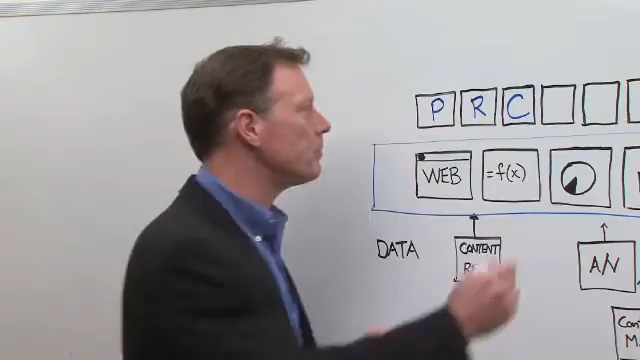 P R C
WEB =f(x)
DATA CONTENT
A/V